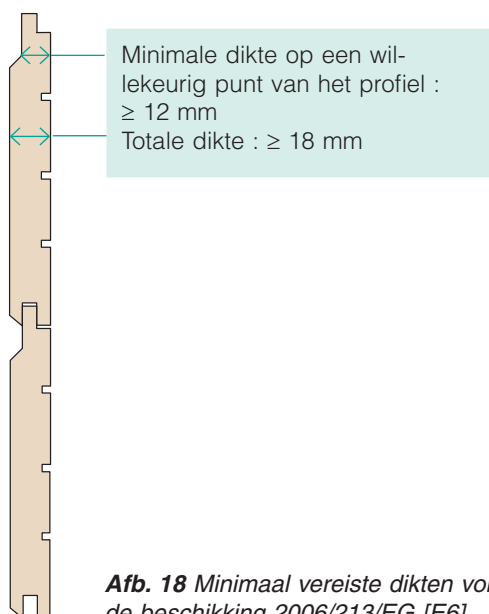 Minimale dikte op een wil-
lekeurig punt van het profiel :
≥ 12 mm
Totale dikte : ≥ 18 mm
Afb. 18 Minimaal vereiste dikten
de beschikking 2006/213/EG [E6]